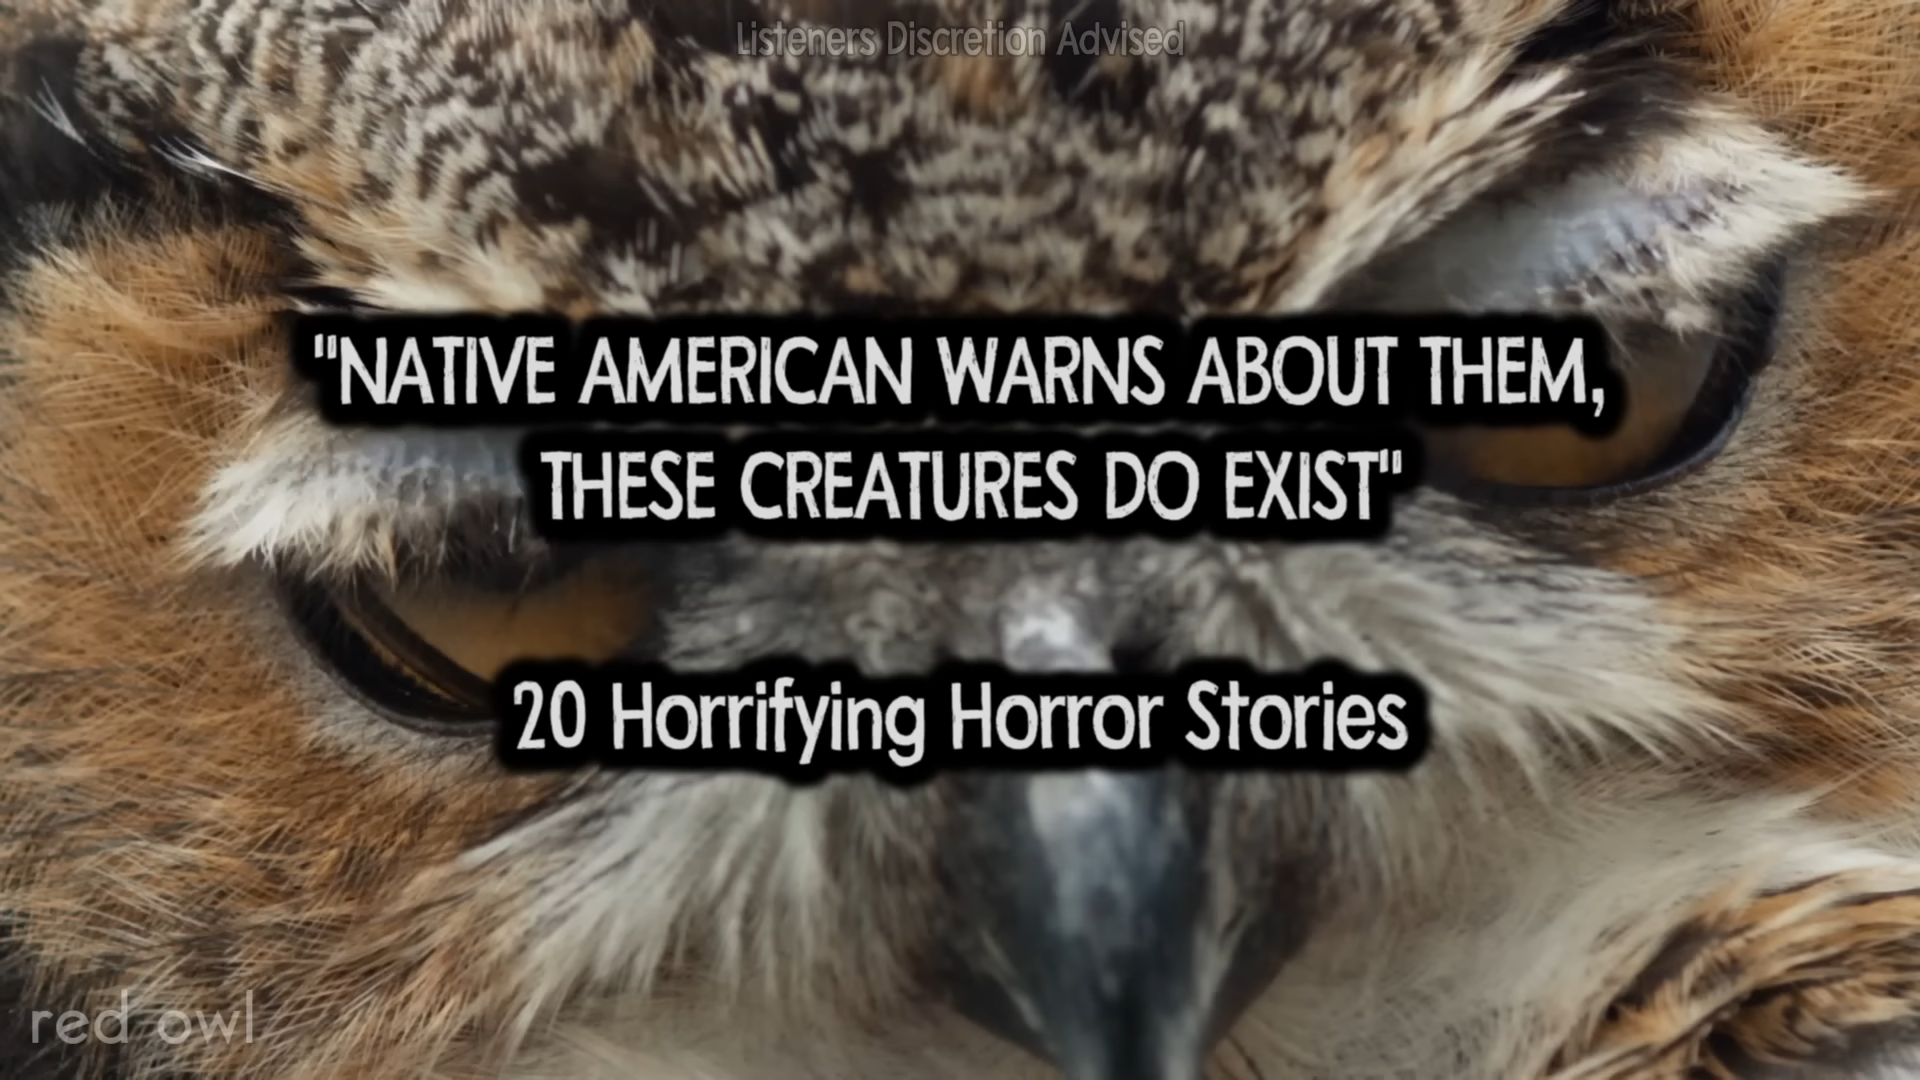 Listeners Discretion Advised
"NATIVE AMERICAN WARNS ABOUT THEM,
THESE CREATURES DO EXIST"
20 Horrifying Horror Stories
red owl